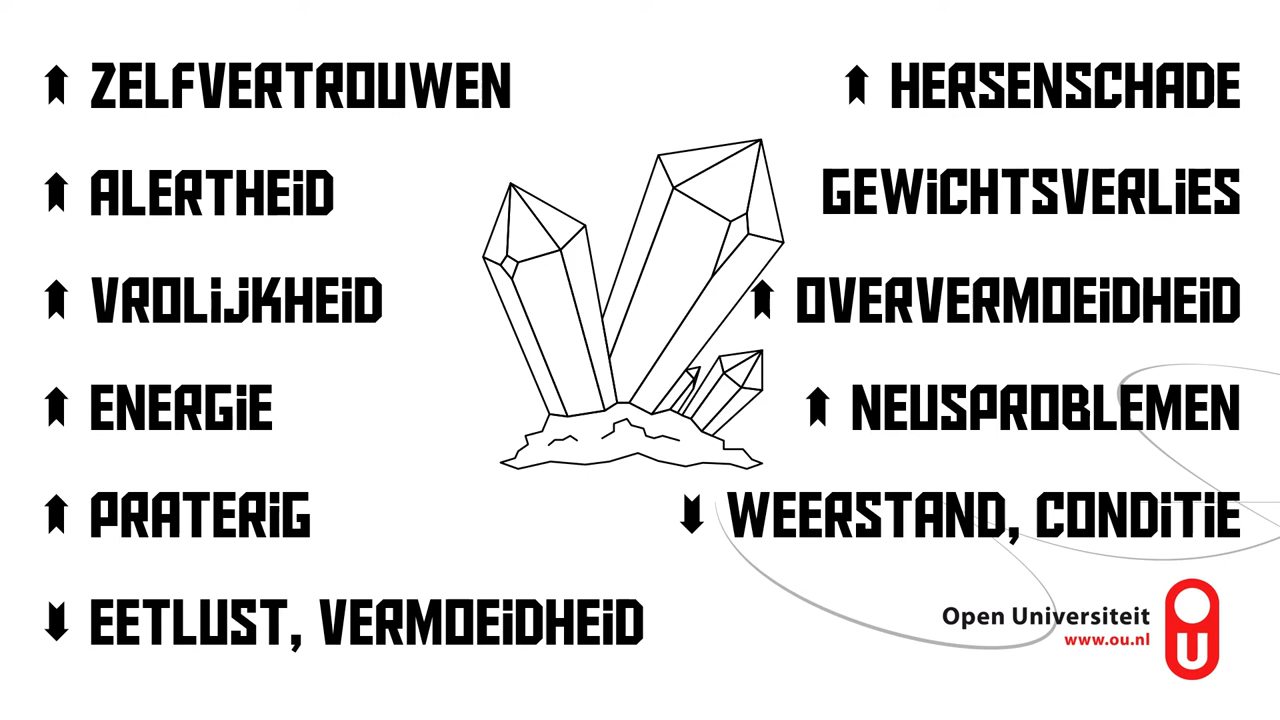 ZELFVERTROUWEN
ALERTHEiD
VROLiJKHEiD
ENERGiE
PRATERiG
EETLUST, VERMOEiDHEiD
HERSENSCHADE
GEWiCHTSVERLiES
OVERVERMOEiDHEiD
NEUSPROBLEMEN
WEERSTAND, CONDiTiE
Open Universiteit
www.ou.nl
OU